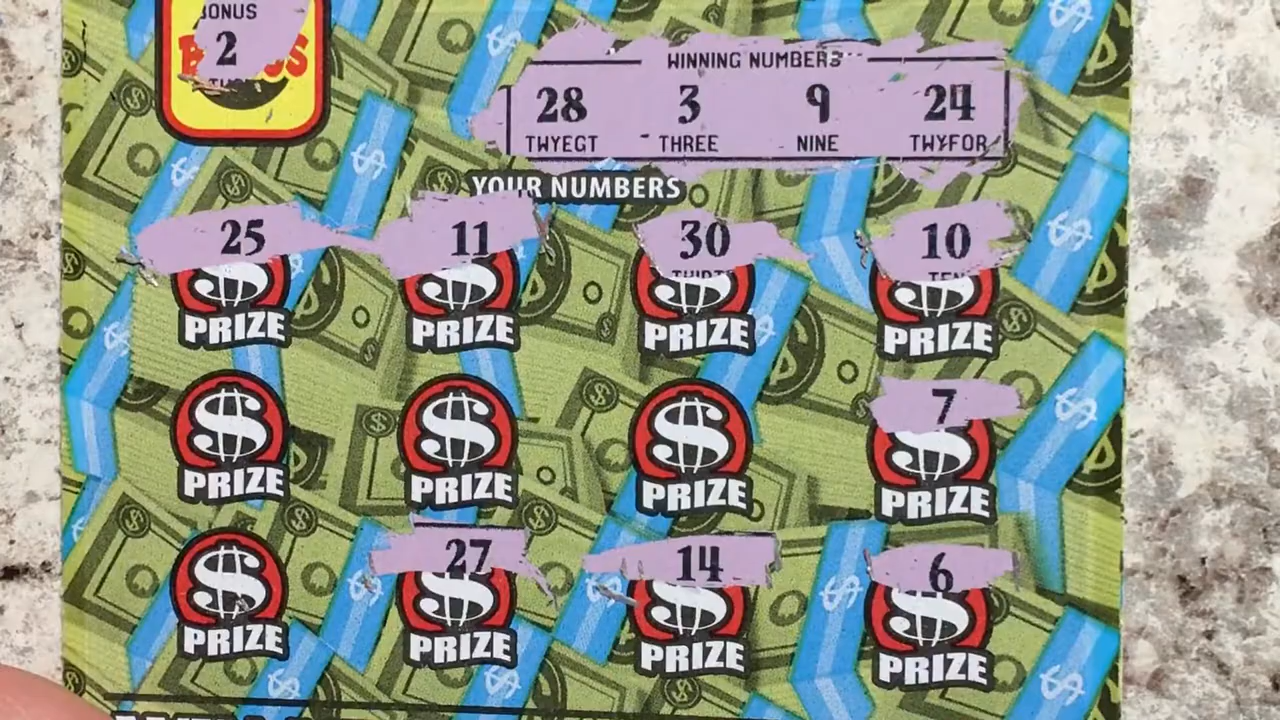 BONUS
2
WINNING NUMBERS
28 3 9 24
TWYEGT THREE NINE TWYFOR
YOUR NUMBERS
25 11 30 10
TEN
PRIZE PRIZE PRIZE PRIZE
7
PRIZE PRIZE PRIZE PRIZE
27 14 6
PRIZE PRIZE PRIZE PRIZE